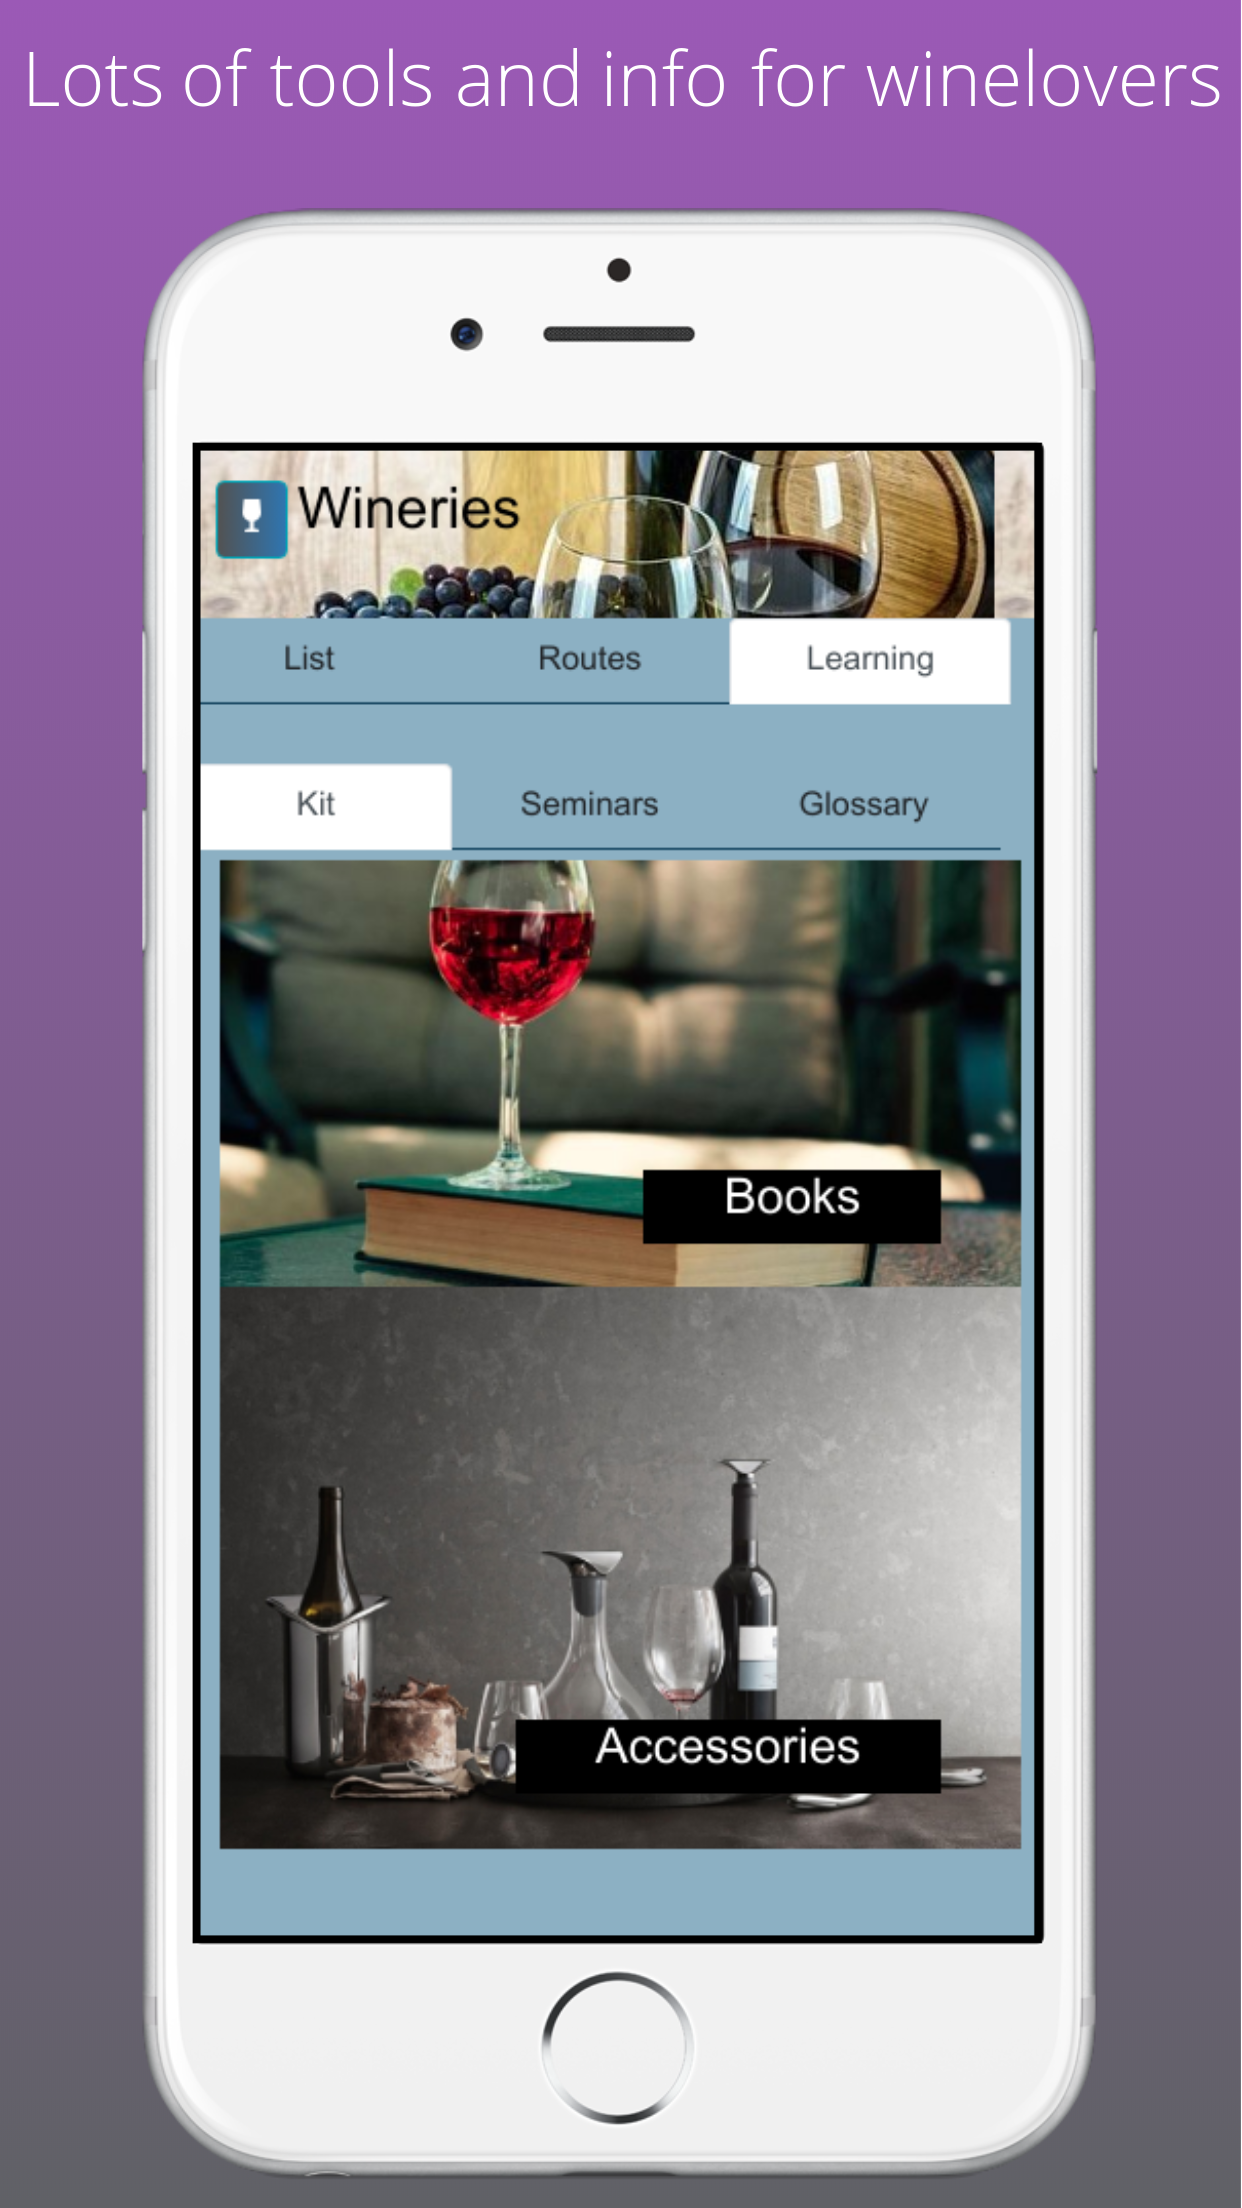 Lots of tools and info for winelovers
Wineries
List Routes Learning
Kit Seminars Glossary
Books
Accessories